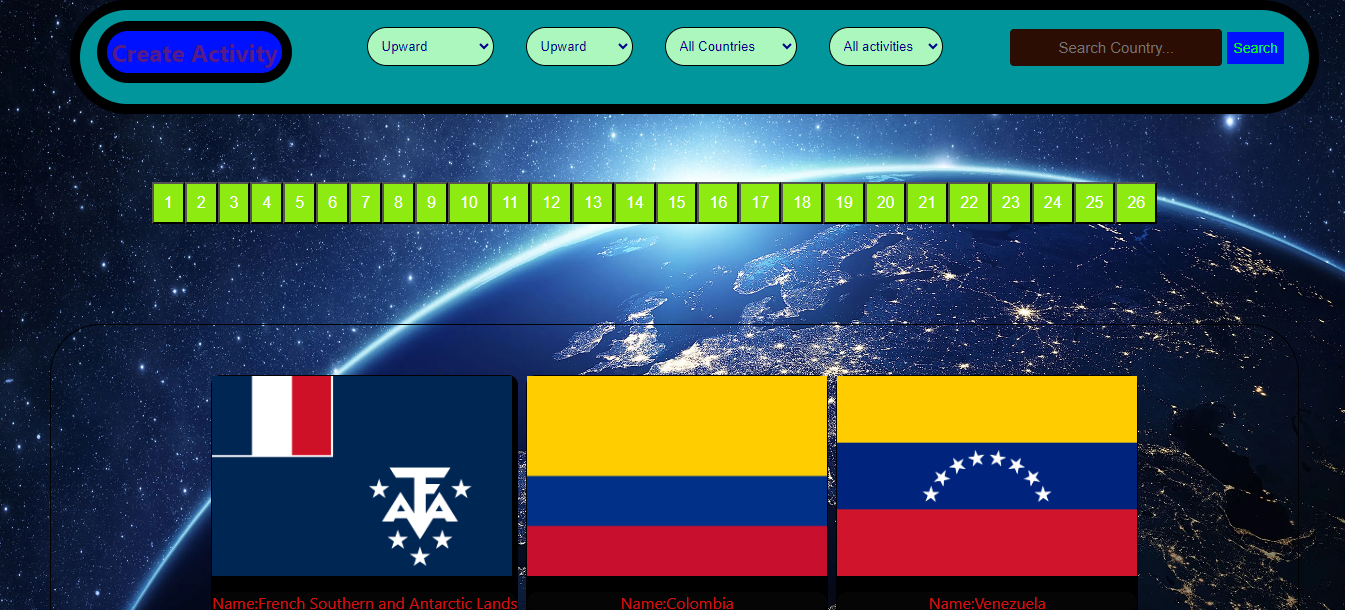 Create Activity
Upward
Upward
All Countries
All activities
Search Country...
Search
1 2 3 4 5 6 7 8 9 10 11 12 13 14 15 16 17 18 19 20 21 22 23 24 25 26
TAAF
Name:French Southern and Antarctic Lands
Name:Colombia
Name:Venezuela